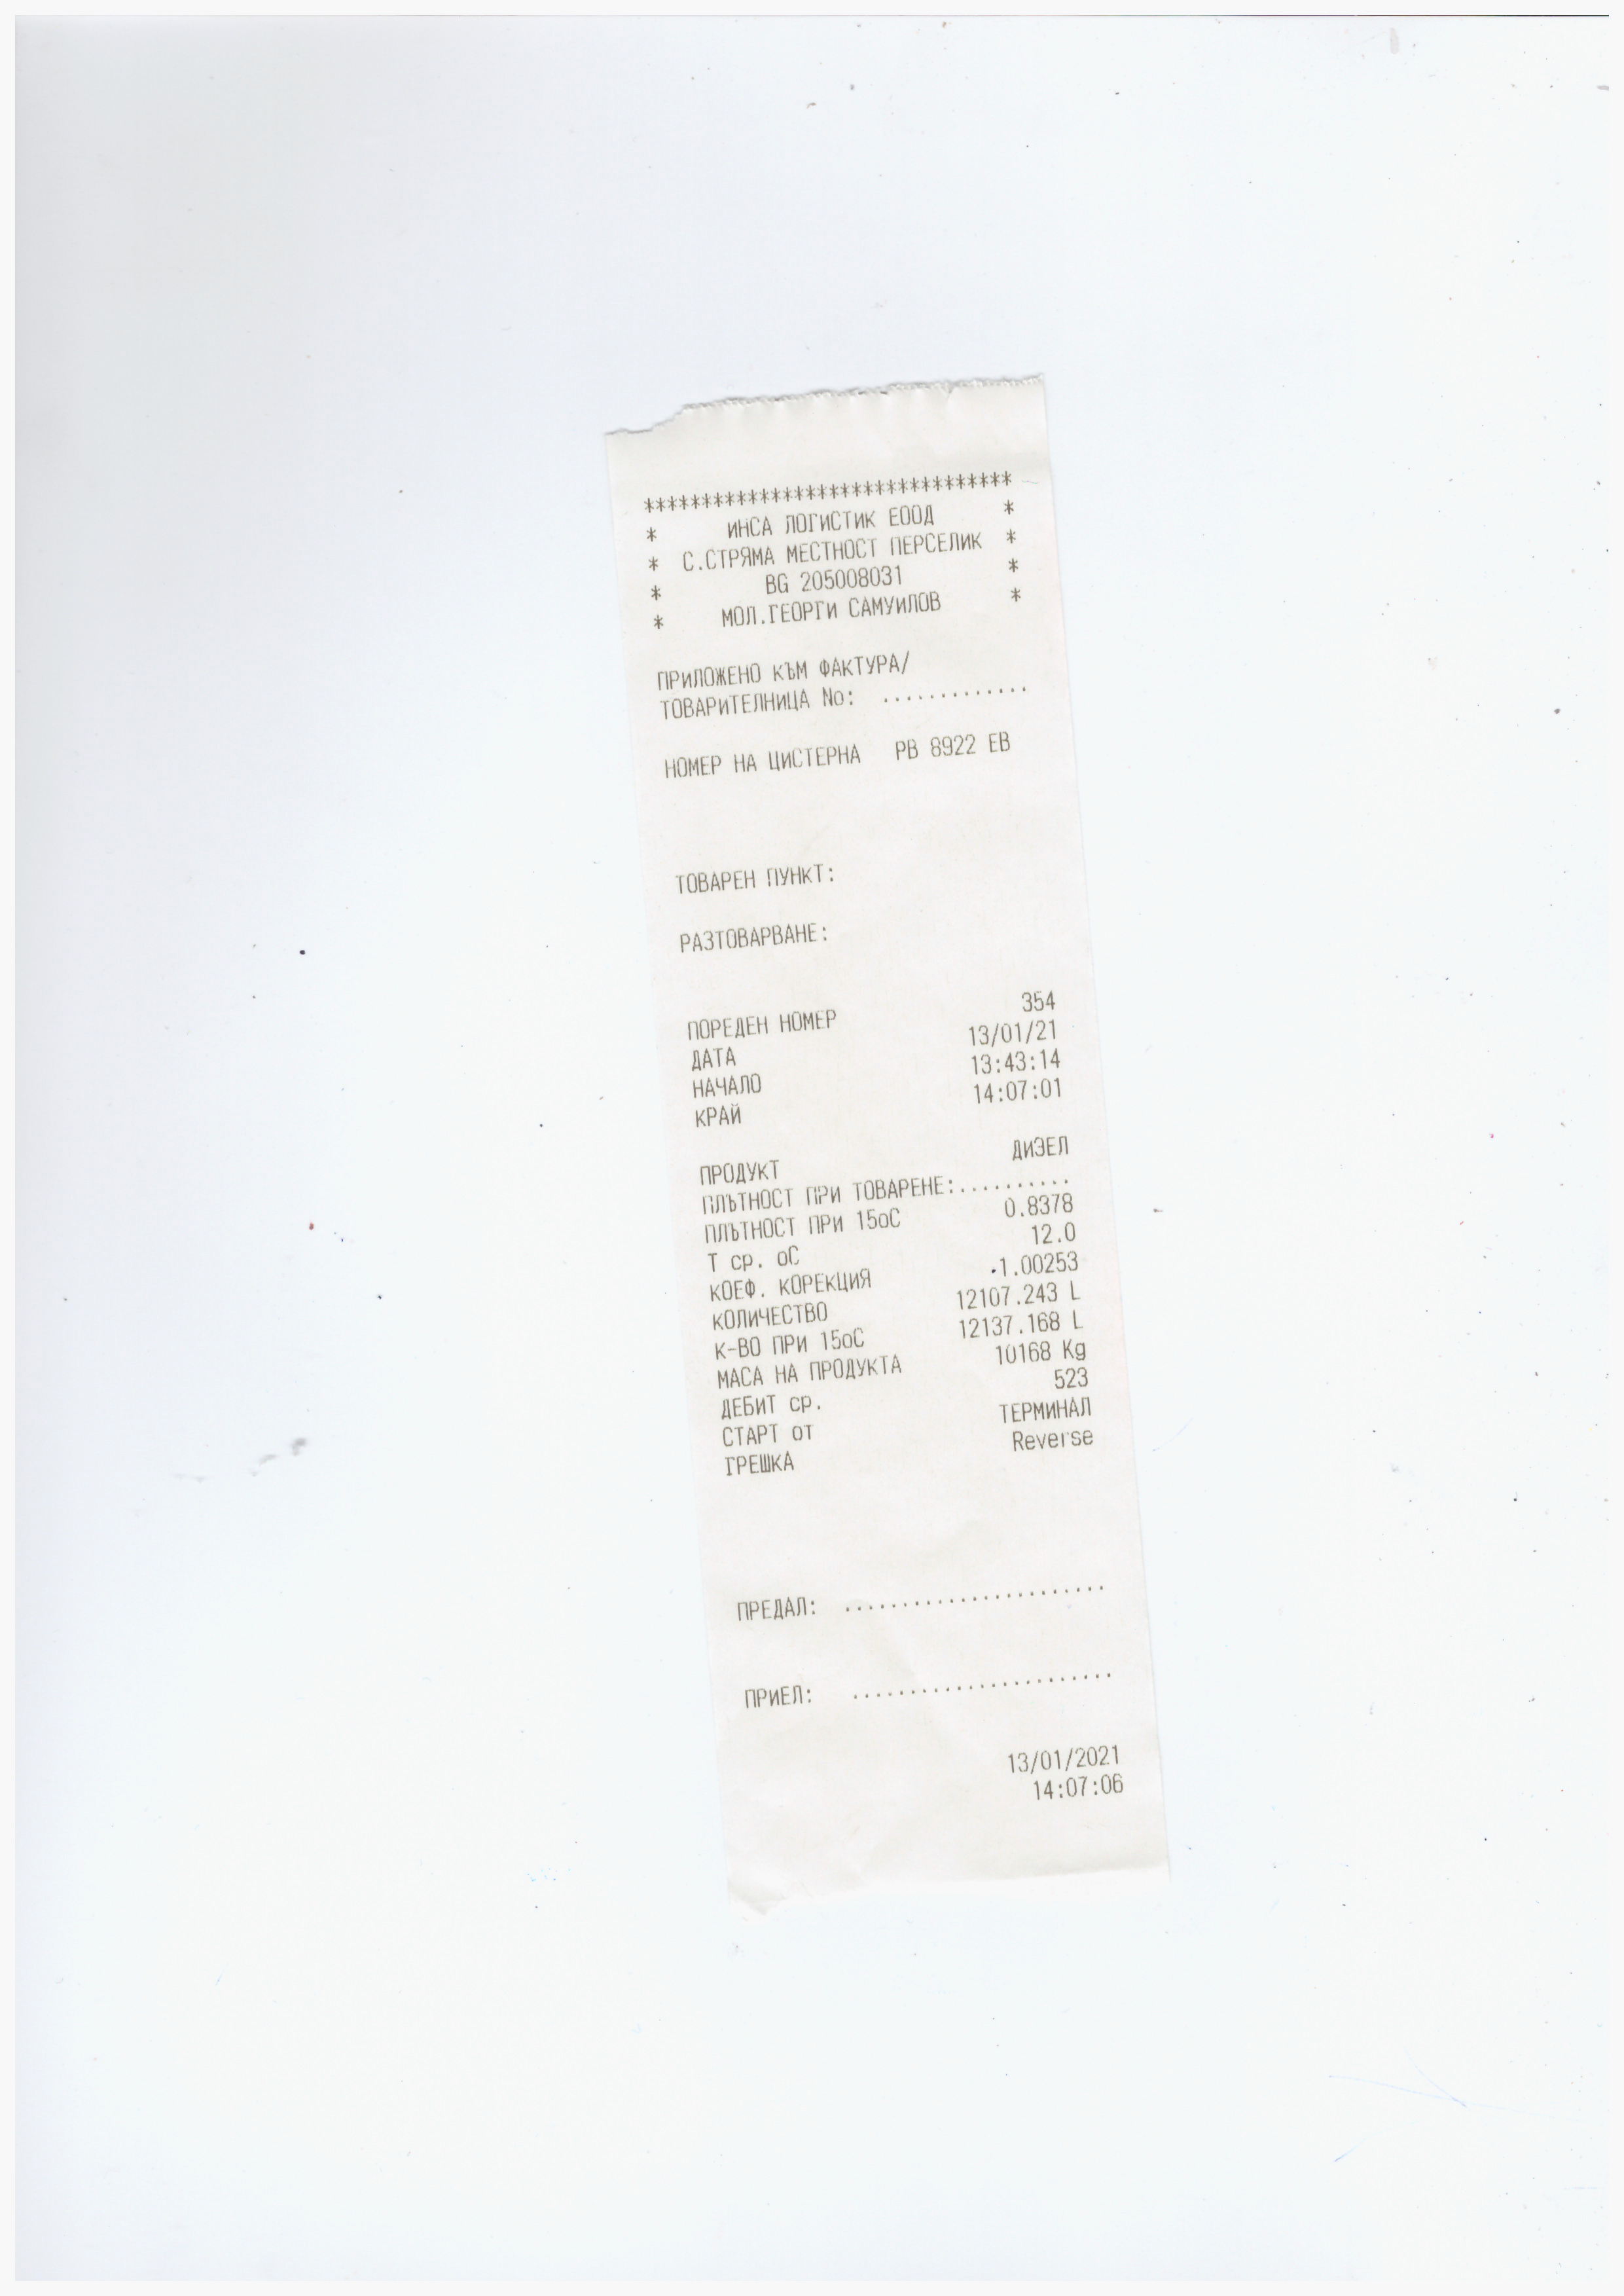 ********************************
* ИНСА ЛОГИСТИК ЕООД *
* С.СТРЯМА МЕСТНОСТ ПЕРСЕЛИК *
* BG 205008031 *
* МОЛ.ГЕОРГИ САМУИЛОВ *
ПРИЛОЖЕНО КЪМ ФАКТУРА/
ТОВАРИТЕЛНИЦА No: .............
НОМЕР НА ЦИСТЕРНА РВ 8922 ЕВ
ТОВАРЕН ПУНКТ:
РАЗТОВАРВАНЕ:
ПОРЕДЕН НОМЕР 354
ДАТА 13/01/21
НАЧАЛО 13:43:14
КРАЙ 14:07:01
ПРОДУКТ ДИЗЕЛ
ПЛЪТНОСТ ПРИ ТОВАРЕНЕ:..........
ПЛЪТНОСТ ПРИ 15oC 0.8378
Т ср. oC 12.0
КОЕФ. КОРЕКЦИЯ 1.00253
КОЛИЧЕСТВО 12107.243 L
К-ВО ПРИ 15oC 12137.168 L
МАСА НА ПРОДУКТА 10168 Kg
ДЕБИТ ср. 523
СТАРТ от ТЕРМИНАЛ
ГРЕШКА Reverse
ПРЕДАЛ: .......................
ПРИЕЛ: .......................
13/01/2021
14:07:06